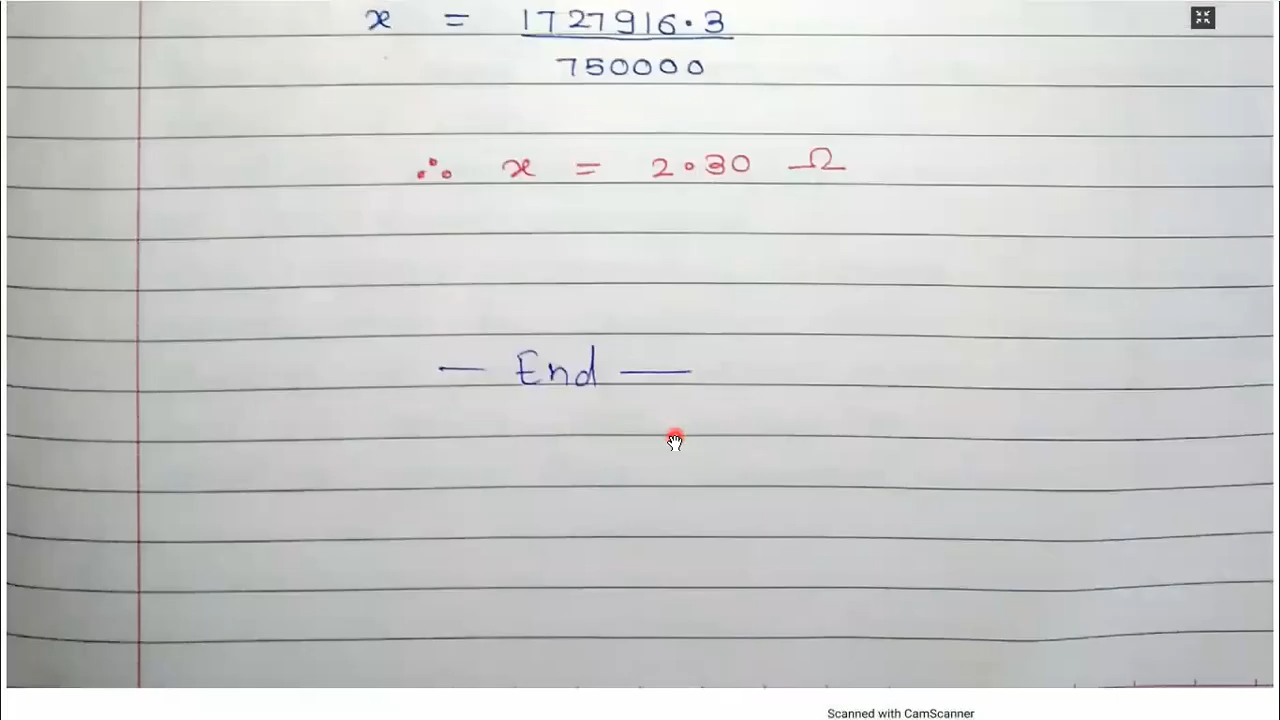 x = 1727916.3
750000
∴ x = 2.30 Ω
— End —
Scanned with CamScanner